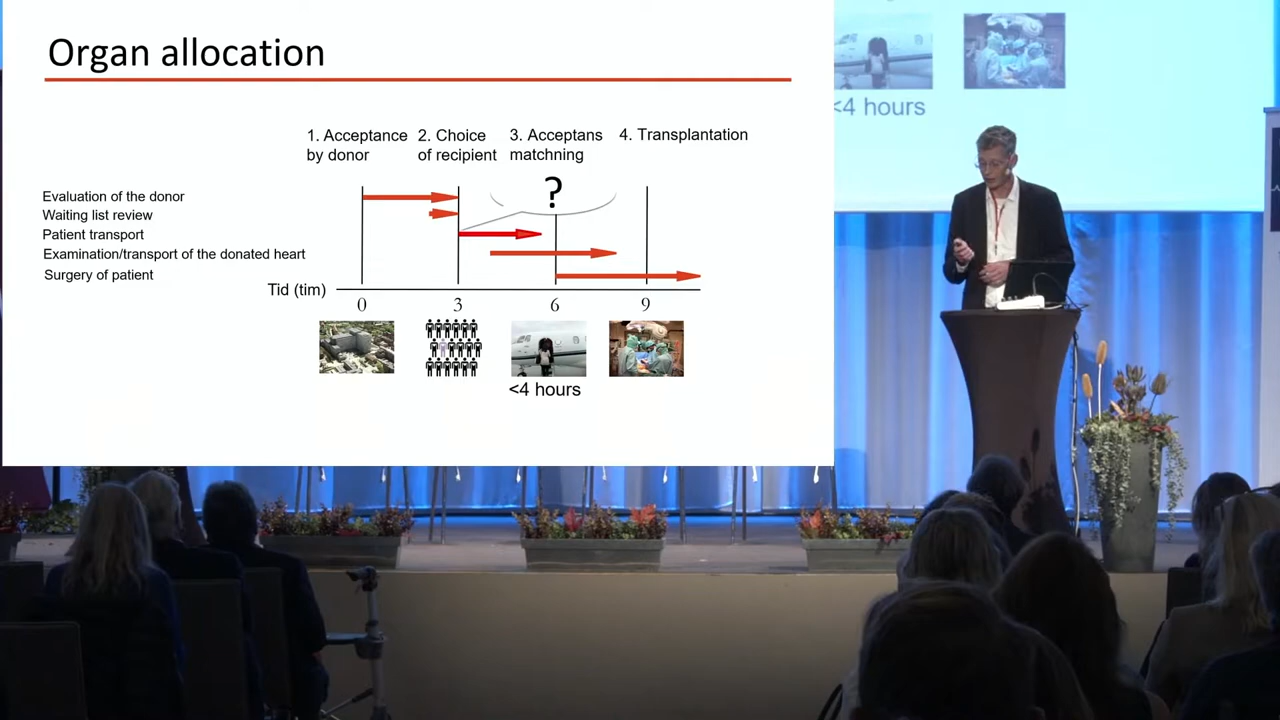 Organ allocation
1. Acceptance
by donor
2. Choice
of recipient
3. Acceptans
matchning
4. Transplantation
Evaluation of the donor
Waiting list review
Patient transport
Examination/transport of the donated heart
Surgery of patient
?
Tid (tim)
0 3 6 9
<4 hours
<4 hours